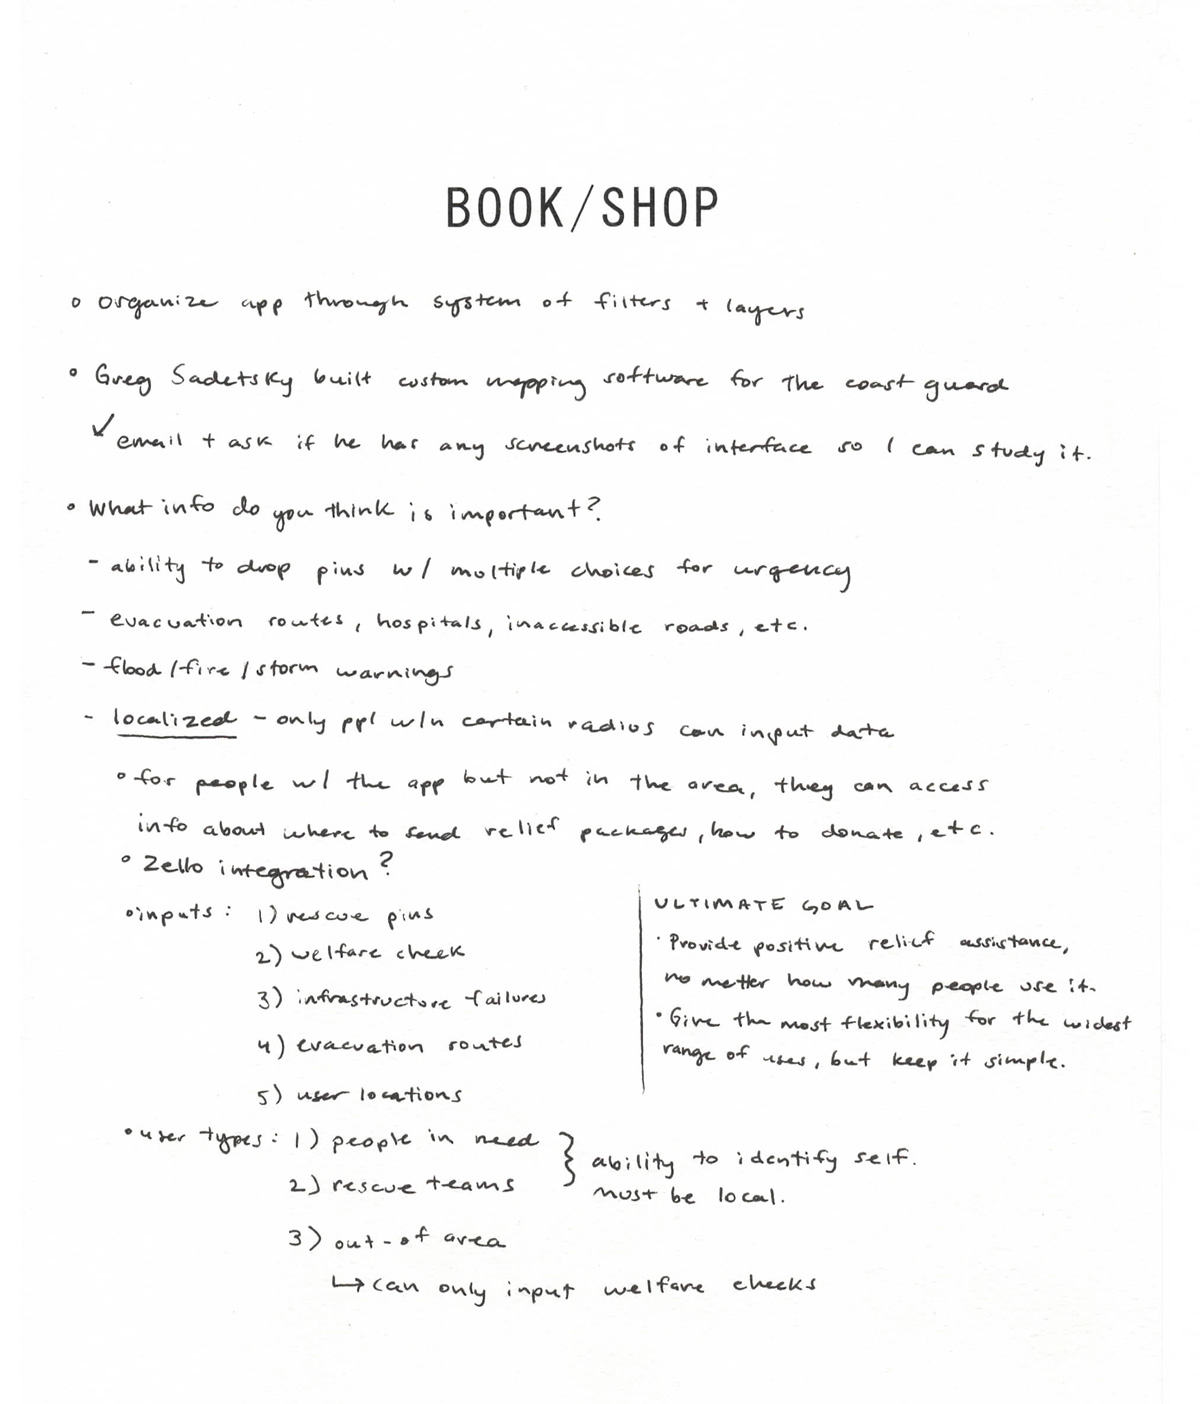 BOOK/SHOP
o organize app through system of filters + layers
o Greg Sadetsky built custom mapping software for the coast guard
↙ email + ask if he has any screenshots of interface so I can study it.
• What info do you think is important?
- ability to drop pins w/ multiple choices for urgency
- evacuation routes, hospitals, inaccessible roads, etc.
- flood/fire/storm warnings
- localized - only ppl w/n certain radius can input data
o for people w/ the app but not in the area, they can access
info about where to send relief packages, how to donate, etc.
o Zello integration?
o inputs: 1) rescue pins
2) welfare check
3) infrastructure failures
4) evacuation routes
5) user locations
ULTIMATE GOAL
• Provide positive relief assistance,
no matter how many people use it.
• Give the most flexibility for the widest
range of uses, but keep it simple.
• user types: 1) people in need
2) rescue teams
} ability to identify self.
must be local.
3) out-of area
↳ can only input welfare checks